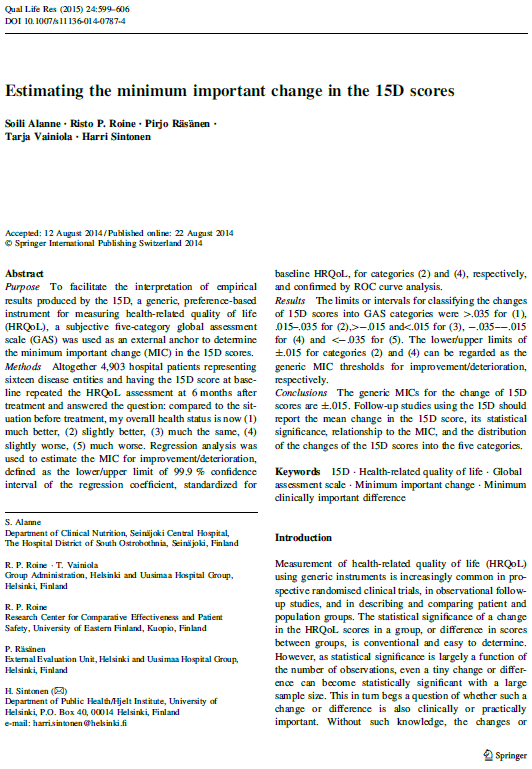 Qual Life Res (2015) 24:599–606
DOI 10.1007/s11136-014-0787-4
Estimating the minimum important change in the 15D scores
Soili Alanne · Risto P. Roine · Pirjo Räsänen ·
Tarja Vainiola · Harri Sintonen
Accepted: 12 August 2014 / Published online: 22 August 2014
© Springer International Publishing Switzerland 2014
Abstract
Purpose To facilitate the interpretation of empirical
results produced by the 15D, a generic, preference-based
instrument for measuring health-related quality of life
(HRQoL), a subjective five-category global assessment
scale (GAS) was used as an external anchor to determine
the minimum important change (MIC) in the 15D scores.
Methods Altogether 4,903 hospital patients representing
sixteen disease entities and having the 15D score at base-
line repeated the HRQoL assessment at 6 months after
treatment and answered the question: compared to the sit-
uation before treatment, my overall health status is now (1)
much better, (2) slightly better, (3) much the same, (4)
slightly worse, (5) much worse. Regression analysis was
used to estimate the MIC for improvement/deterioration,
defined as the lower/upper limit of 99.9 % confidence
interval of the regression coefficient, standardized for
baseline HRQoL, for categories (2) and (4), respectively,
and confirmed by ROC curve analysis.
Results The limits or intervals for classifying the changes
of 15D scores into GAS categories were >.035 for (1),
.015–.035 for (2),>−.015 and<.015 for (3), −.035–−.015
for (4) and <−.035 for (5). The lower/upper limits of
±.015 for categories (2) and (4) can be regarded as the
generic MIC thresholds for improvement/deterioration,
respectively.
Conclusions The generic MICs for the change of 15D
scores are ±.015. Follow-up studies using the 15D should
report the mean change in the 15D score, its statistical
significance, relationship to the MIC, and the distribution
of the changes of the 15D scores into the five categories.
Keywords 15D · Health-related quality of life · Global
assessment scale · Minimum important change · Minimum
clinically important difference
S. Alanne
Department of Clinical Nutrition, Seinäjoki Central Hospital,
The Hospital District of South Ostrobothnia, Seinäjoki, Finland
R. P. Roine · T. Vainiola
Group Administration, Helsinki and Uusimaa Hospital Group,
Helsinki, Finland
R. P. Roine
Research Center for Comparative Effectiveness and Patient
Safety, University of Eastern Finland, Kuopio, Finland
P. Räsänen
External Evaluation Unit, Helsinki and Uusimaa Hospital Group,
Helsinki, Finland
H. Sintonen (✉)
Department of Public Health/Hjelt Institute, University of
Helsinki, P.O. Box 40, 00014 Helsinki, Finland
e-mail: harri.sintonen@helsinki.fi
Introduction
Measurement of health-related quality of life (HRQoL)
using generic instruments is increasingly common in pro-
spective randomised clinical trials, in observational follow-
up studies, and in describing and comparing patient and
population groups. The statistical significance of a change
in the HRQoL scores in a group, or difference in scores
between groups, is conventional and easy to determine.
However, as statistical significance is largely a function of
the number of observations, even a tiny change or differ-
ence can become statistically significant with a large
sample size. This in turn begs a question of whether such a
change or difference is also clinically or practically
important. Without such knowledge, the changes or
Springer